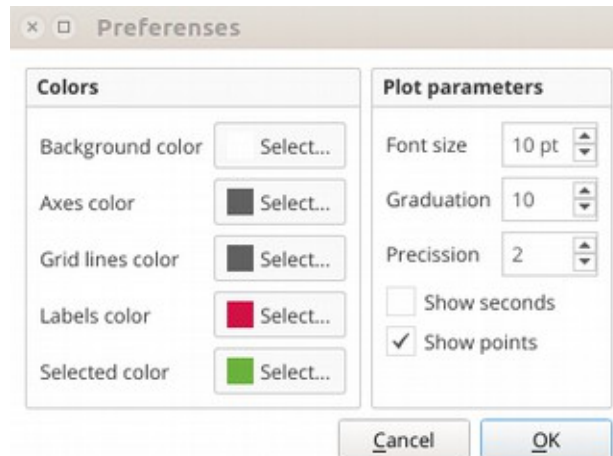 Preferenses
Colors
Background color Select...
Axes color Select...
Grid lines color Select...
Labels color Select...
Selected color Select...
Plot parameters
Font size 10 pt
Graduation 10
Precission 2
Show seconds
Show points
Cancel OK